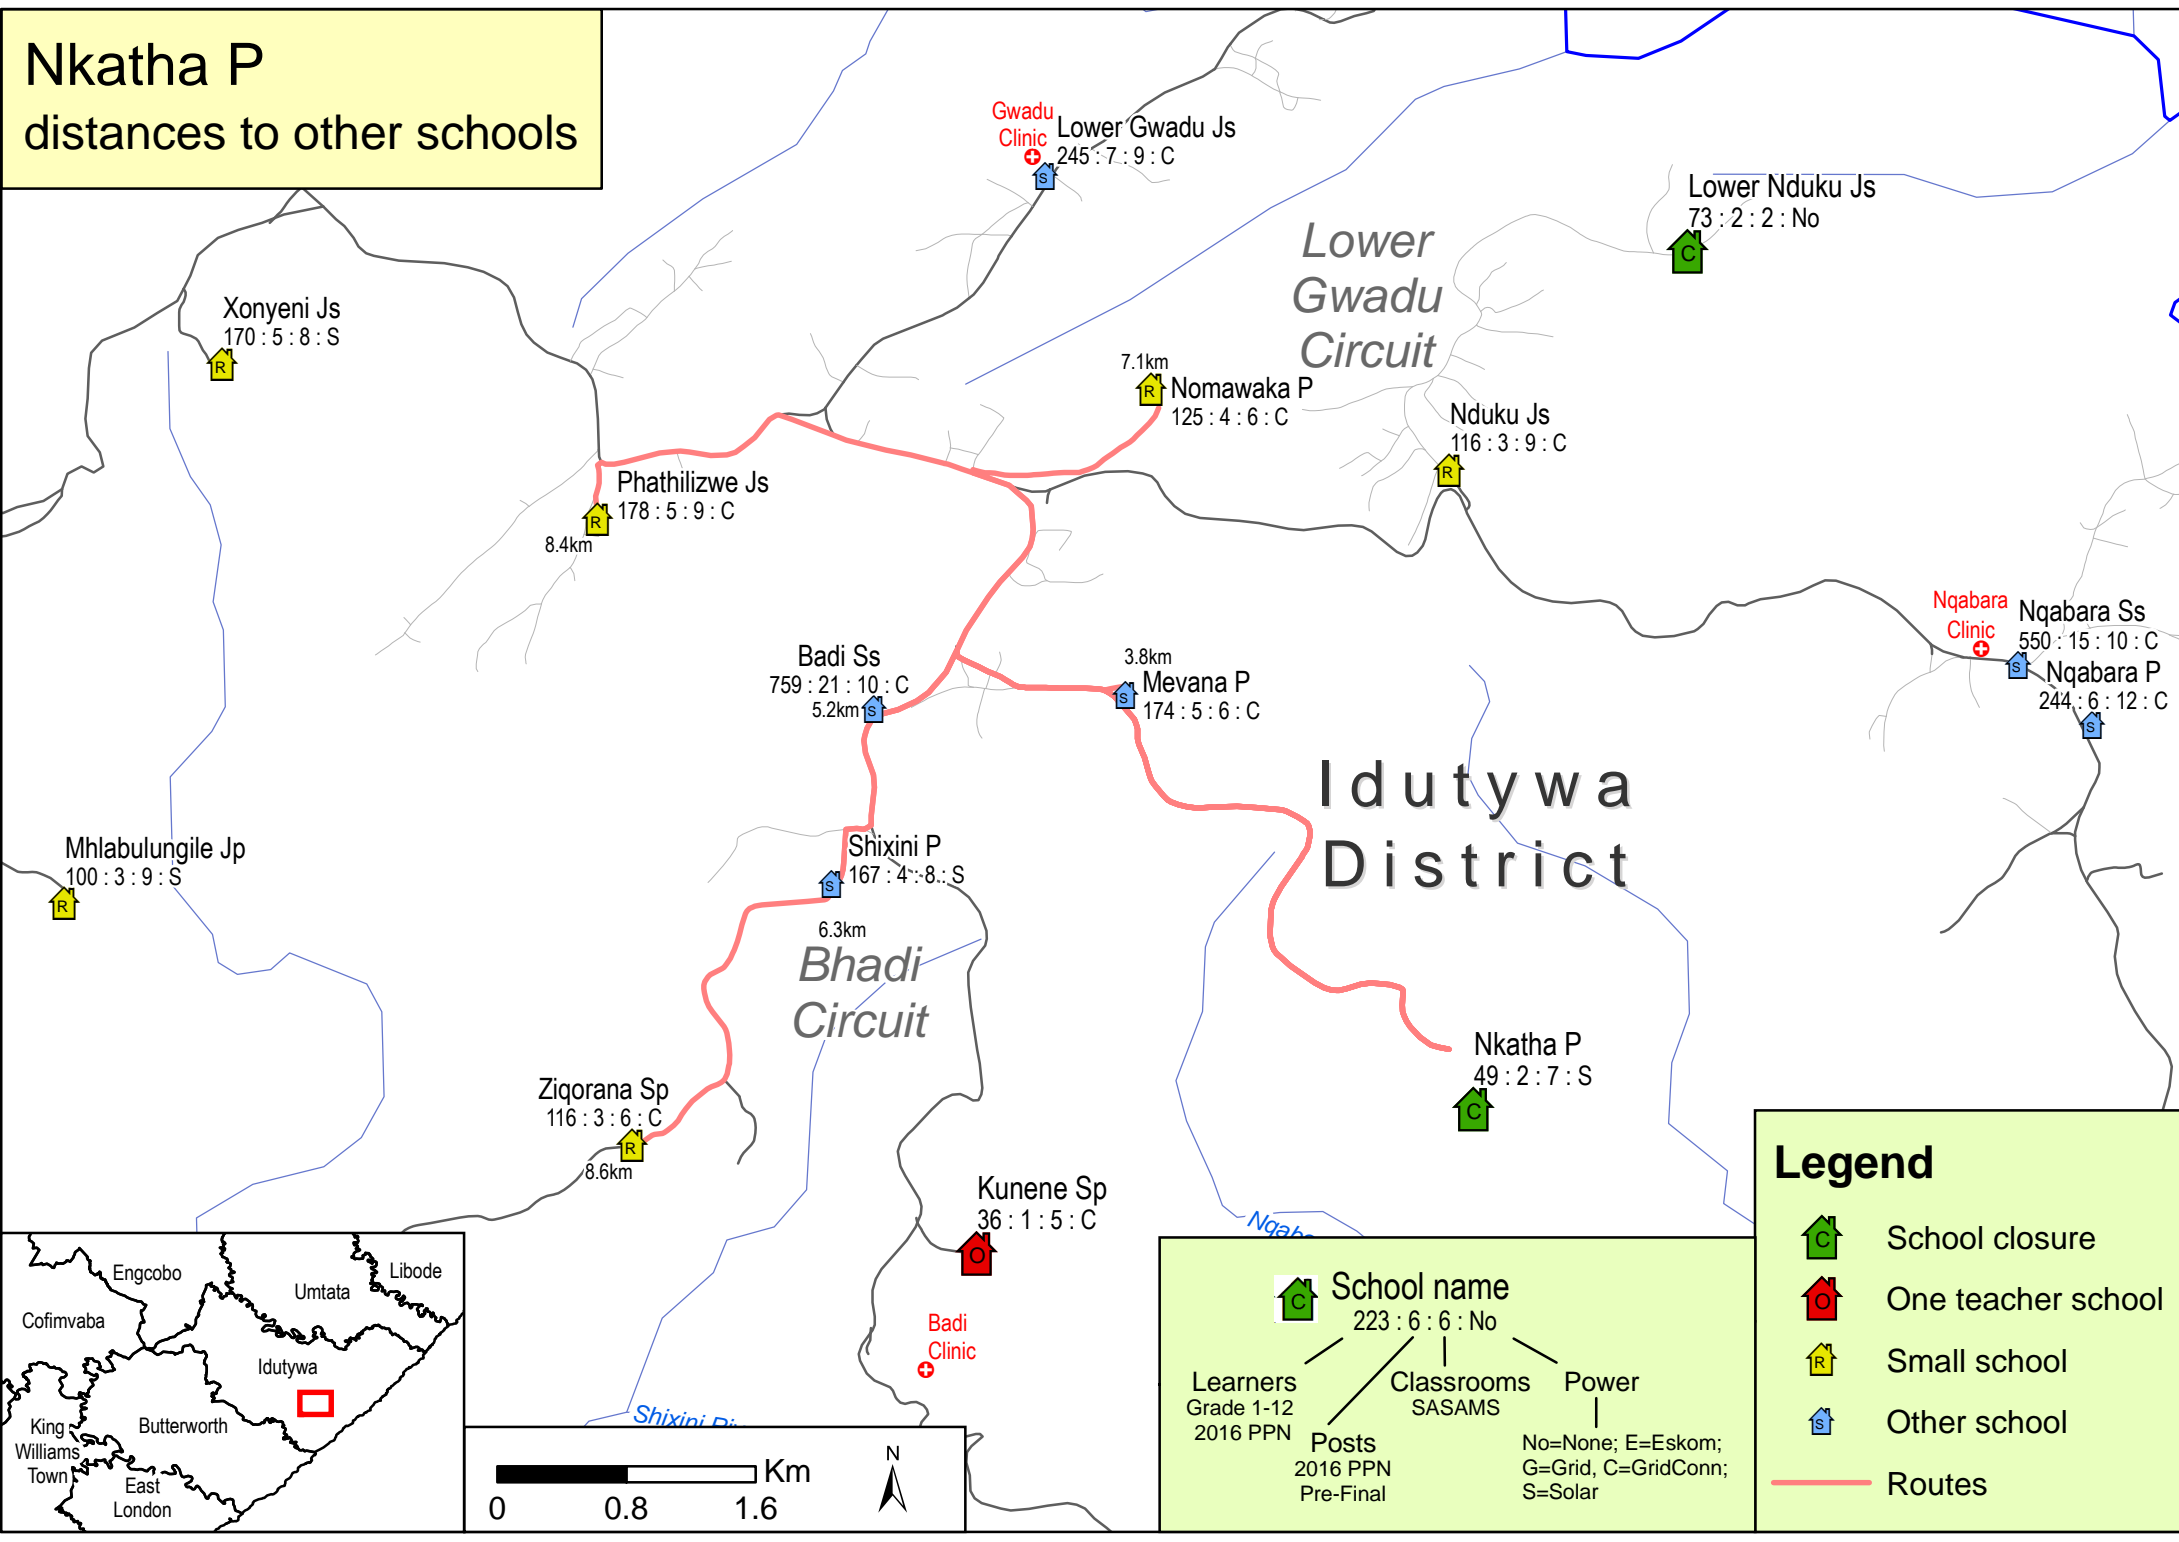 Nkatha P
distances to other schools
Gwadu
Clinic
Lower Gwadu Js
245 : 7 : 9 : C
Lower Nduku Js
73 : 2 : 2 : No
C
S
Lower
Gwadu
Circuit
Xonyeni Js
170 : 5 : 8 : S
R
7.1km
R
Nomawaka P
125 : 4 : 6 : C
Nduku Js
116 : 3 : 9 : C
R
Phathilizwe Js
178 : 5 : 9 : C
R
8.4km
Nqabara
Clinic
Nqabara Ss
550 : 15 : 10 : C
S
Nqabara P
244 : 6 : 12 : C
S
Badi Ss
759 : 21 : 10 : C
5.2km
S
3.8km
Mevana P
174 : 5 : 6 : C
S
Idutywa
District
Mhlabulungile Jp
100 : 3 : 9 : S
R
Shixini P
167 : 4 : 8 : S
S
6.3km
Bhadi
Circuit
Nkatha P
49 : 2 : 7 : S
C
Ziqorana Sp
116 : 3 : 6 : C
R
8.6km
Kunene Sp
36 : 1 : 5 : C
O
Badi
Clinic
Engcobo
Libode
Umtata
Cofimvaba
Idutywa
King
Williams
Town
Butterworth
East
London
Km
0 0.8 1.6
N
C
School name
223 : 6 : 6 : No
Learners
Grade 1-12
2016 PPN
Posts
2016 PPN
Pre-Final
Classrooms
SASAMS
Power
No=None; E=Eskom;
G=Grid, C=GridConn;
S=Solar
Legend
C School closure
O One teacher school
R Small school
S Other school
Routes
Shixini